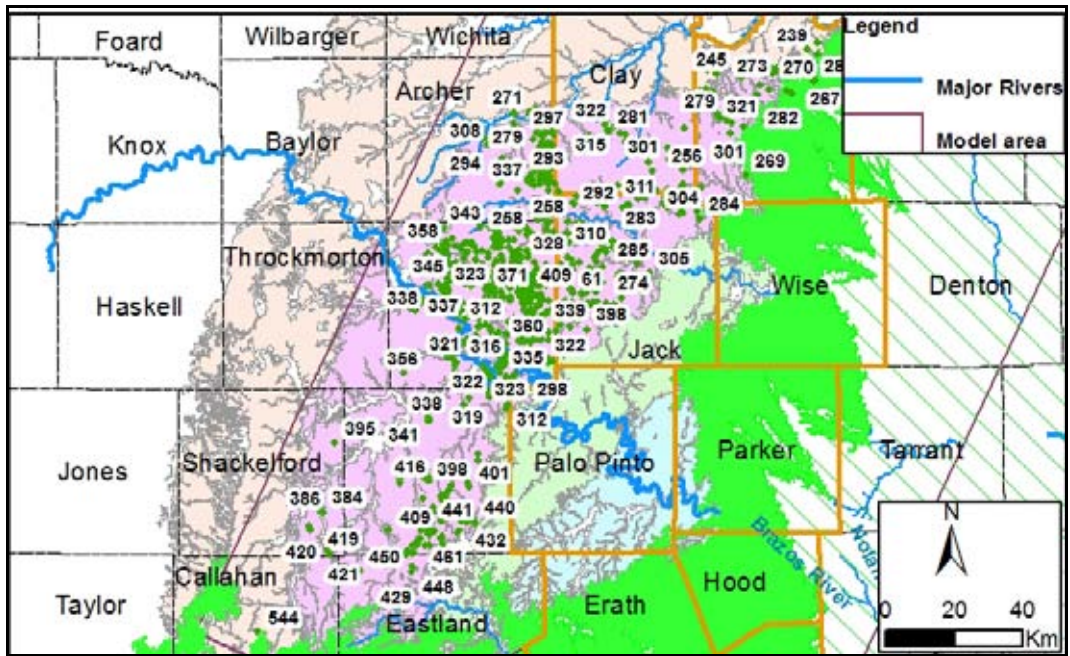 Foard
Wilbarger
Wichita
239
Legend
245
273
270
28
Clay
Major Rivers
Archer
271
322
281
279
321
267
297
282
Model area
Knox
Baylor
308
279
315
301
256
301
294
337
293
269
292
311
304
284
343
258
258
283
358
310
328
285
305
Throckmorton
345
323
371
409
61
274
Wise
Denton
Haskell
338
337
312
339
398
360
321
316
335
322
Jack
356
322
323
298
338
319
312
395
341
Jones
Shackelford
416
398
401
Palo Pinto
Parker
Tarrant
386
384
409
441
440
N
420
419
450
461
432
Brazos River
Nolan
Callahan
421
448
Taylor
429
Hood
544
Eastland
Erath
0 20 40
Km